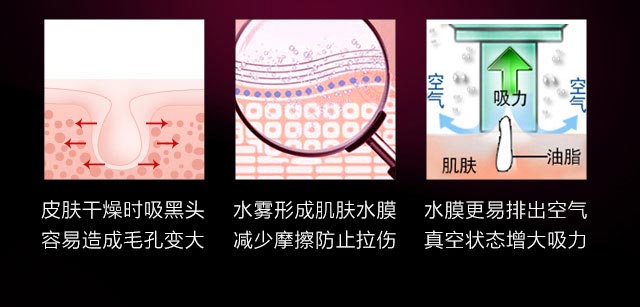 空气
吸力
空气
肌肤
油脂
皮肤干燥时吸黑头
容易造成毛孔变大
水雾形成肌肤水膜
减少摩擦防止拉伤
水膜更易排出空气
真空状态增大吸力